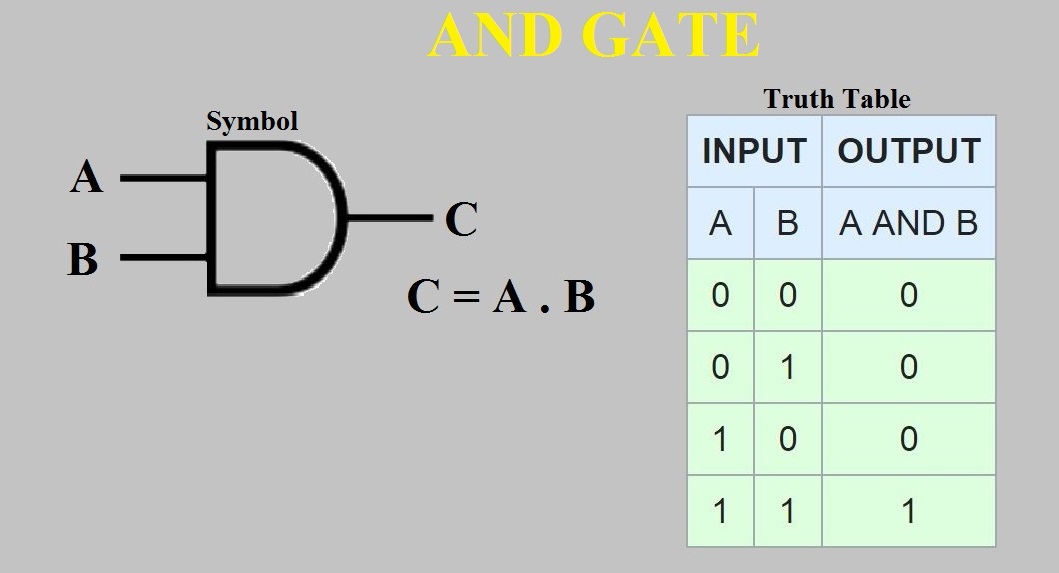 AND GATE
Symbol
A
B
C
C = A . B
Truth Table
INPUT OUTPUT
A B A AND B
0 0 0
0 1 0
1 0 0
1 1 1